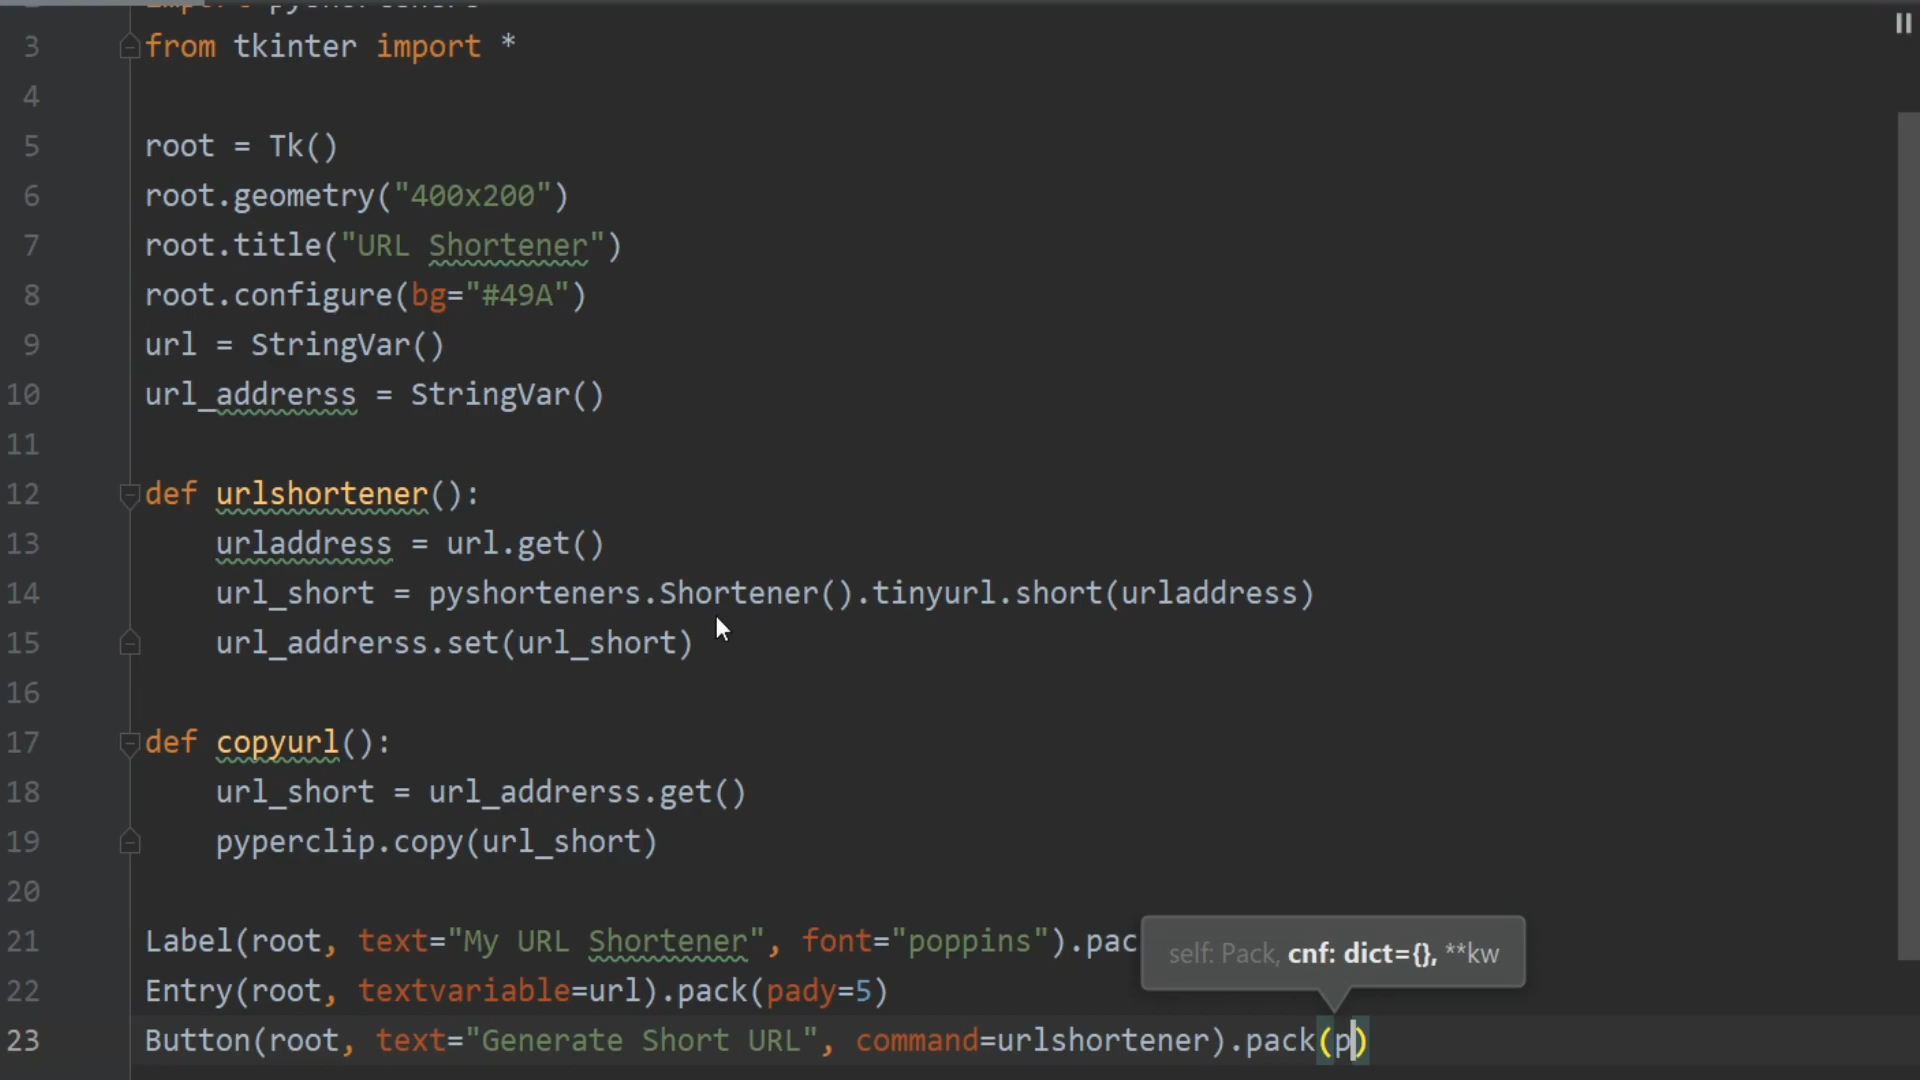 3 from tkinter import *
4
5 root = Tk()
6 root.geometry("400x200")
7 root.title("URL Shortener")
8 root.configure(bg="#49A")
9 url = StringVar()
10 url_addrerss = StringVar()
11
12 def urlshortener():
13 urladdress = url.get()
14 url_short = pyshorteners.Shortener().tinyurl.short(urladdress)
15 url_addrerss.set(url_short)
16
17 def copyurl():
18 url_short = url_addrerss.get()
19 pyperclip.copy(url_short)
20
21 Label(root, text="My URL Shortener", font="poppins").pac
self: Pack, cnf: dict={}, **kw
22 Entry(root, textvariable=url).pack(pady=5)
23 Button(root, text="Generate Short URL", command=urlshortener).pack(p)